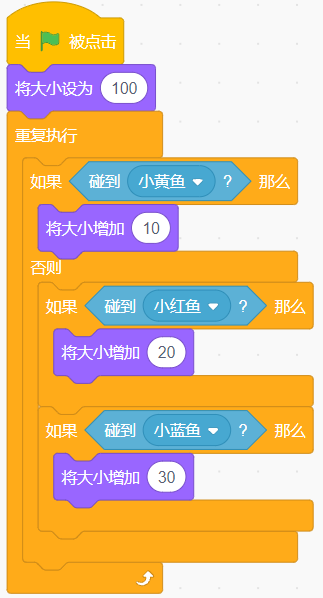 当 被点击
将大小设为 100
重复执行
如果 碰到 小黄鱼 ? 那么
将大小增加 10
否则
如果 碰到 小红鱼 ? 那么
将大小增加 20
如果 碰到 小蓝鱼 ? 那么
将大小增加 30